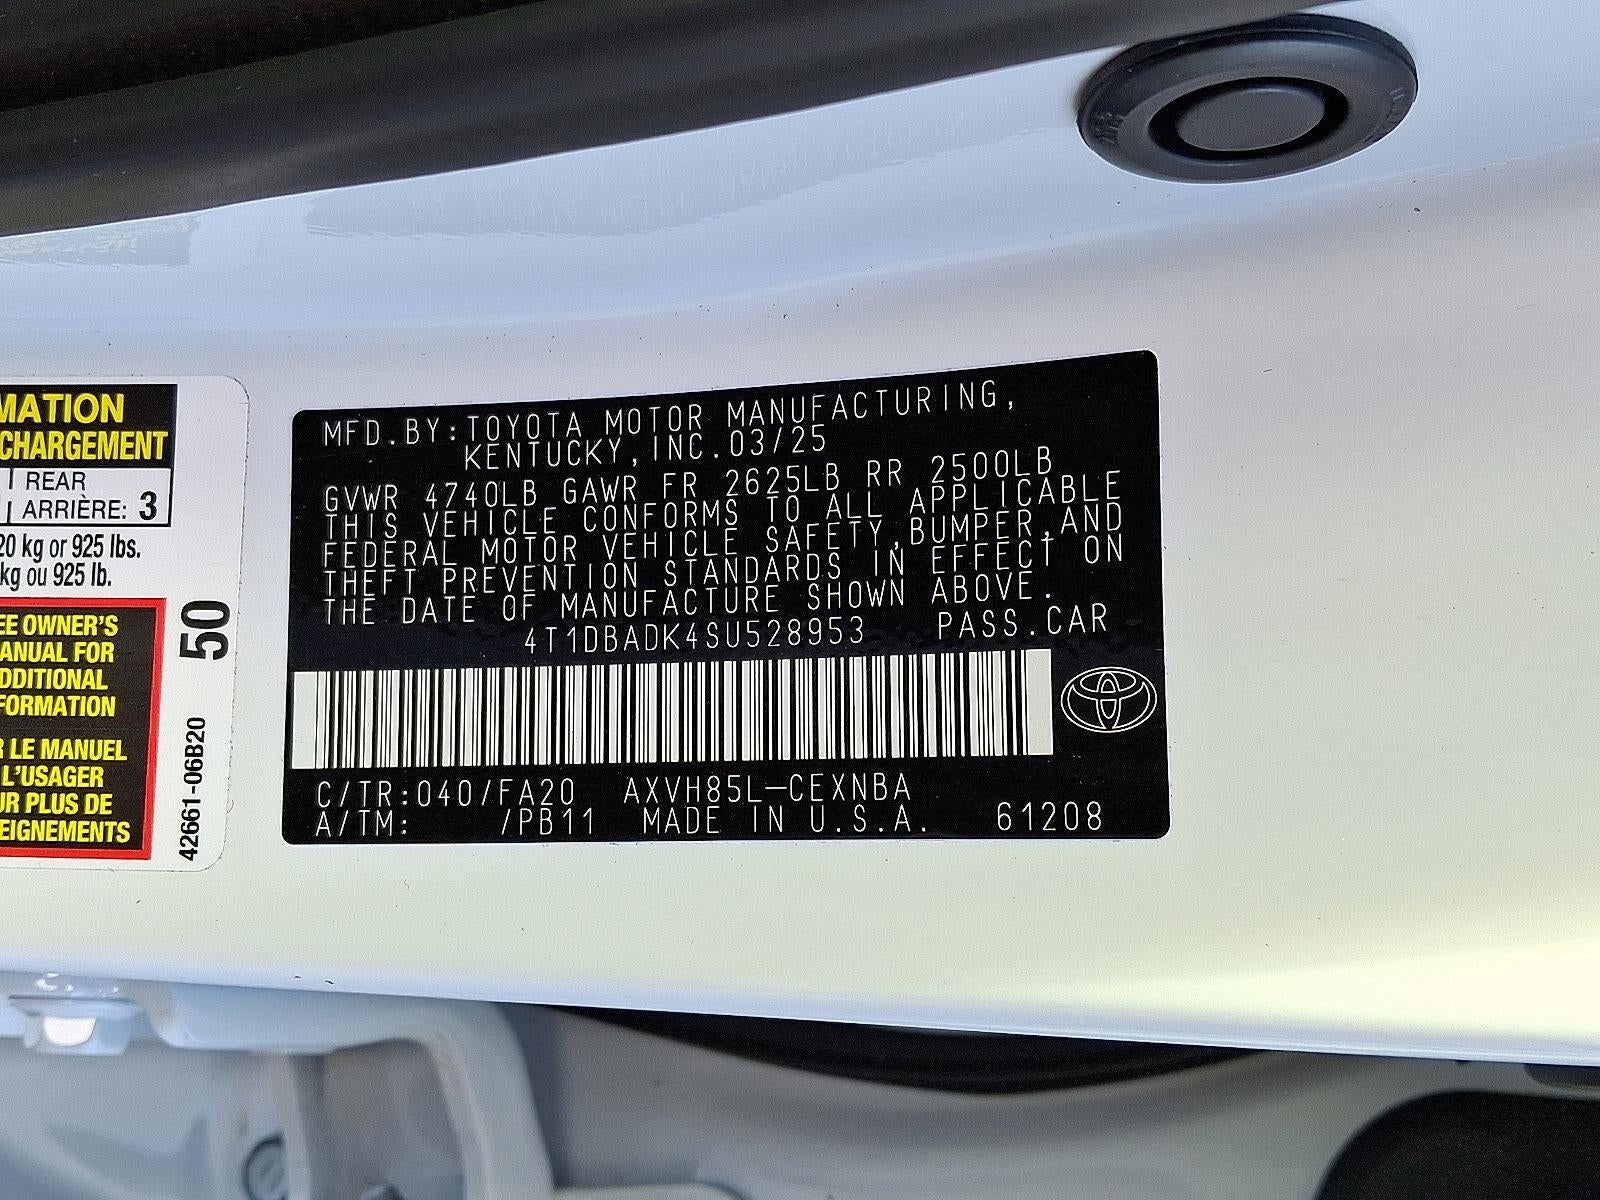 MATION
CHARGEMENT
REAR
ARRIÈRE: 3
20 kg or 925 lbs.
kg ou 925 lb.
EE OWNER'S
ANUAL FOR
DDITIONAL
FORMATION
R LE MANUEL
L'USAGER
UR PLUS DE
EIGNEMENTS
50
42661-06B20
MFD.BY:TOYOTA MOTOR MANUFACTURING,
KENTUCKY,INC.03/25
GVWR 4740LB GAWR FR 2625LB RR 2500LB
THIS VEHICLE CONFORMS TO ALL APPLICABLE
FEDERAL MOTOR VEHICLE SAFETY,BUMPER,AND
THEFT PREVENTION STANDARDS IN EFFECT ON
THE DATE OF MANUFACTURE SHOWN ABOVE.
4T1DBADK4SU528953 PASS.CAR
C/TR:040/FA20 AXVH85L-CEXNBA
A/TM: /PB11 MADE IN U.S.A. 61208